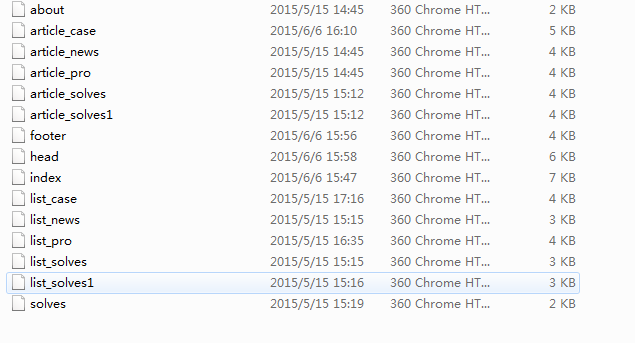 about 2015/5/15 14:45 360 Chrome HT... 2 KB
article_case 2015/6/6 16:10 360 Chrome HT... 5 KB
article_news 2015/5/15 14:45 360 Chrome HT... 4 KB
article_pro 2015/5/15 14:45 360 Chrome HT... 4 KB
article_solves 2015/5/15 15:12 360 Chrome HT... 4 KB
article_solves1 2015/5/15 15:12 360 Chrome HT... 4 KB
footer 2015/6/6 15:56 360 Chrome HT... 4 KB
head 2015/6/6 15:58 360 Chrome HT... 6 KB
index 2015/6/6 15:47 360 Chrome HT... 7 KB
list_case 2015/5/15 17:16 360 Chrome HT... 4 KB
list_news 2015/5/15 15:15 360 Chrome HT... 3 KB
list_pro 2015/5/15 16:35 360 Chrome HT... 4 KB
list_solves 2015/5/15 15:15 360 Chrome HT... 3 KB
list_solves1 2015/5/15 15:16 360 Chrome HT... 3 KB
solves 2015/5/15 15:19 360 Chrome HT... 2 KB